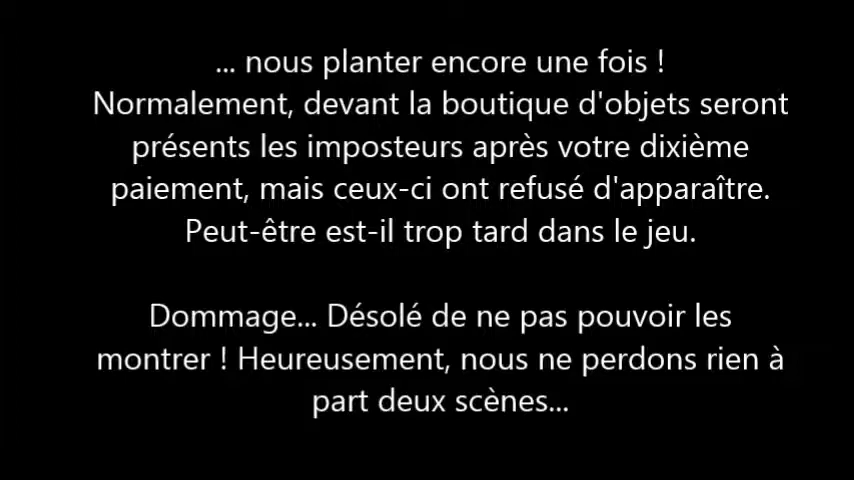 ... nous planter encore une fois !
Normalement, devant la boutique d'objets seront
présents les imposteurs après votre dixième
paiement, mais ceux-ci ont refusé d'apparaître.
Peut-être est-il trop tard dans le jeu.
Dommage... Désolé de ne pas pouvoir les
montrer ! Heureusement, nous ne perdons rien à
part deux scènes...